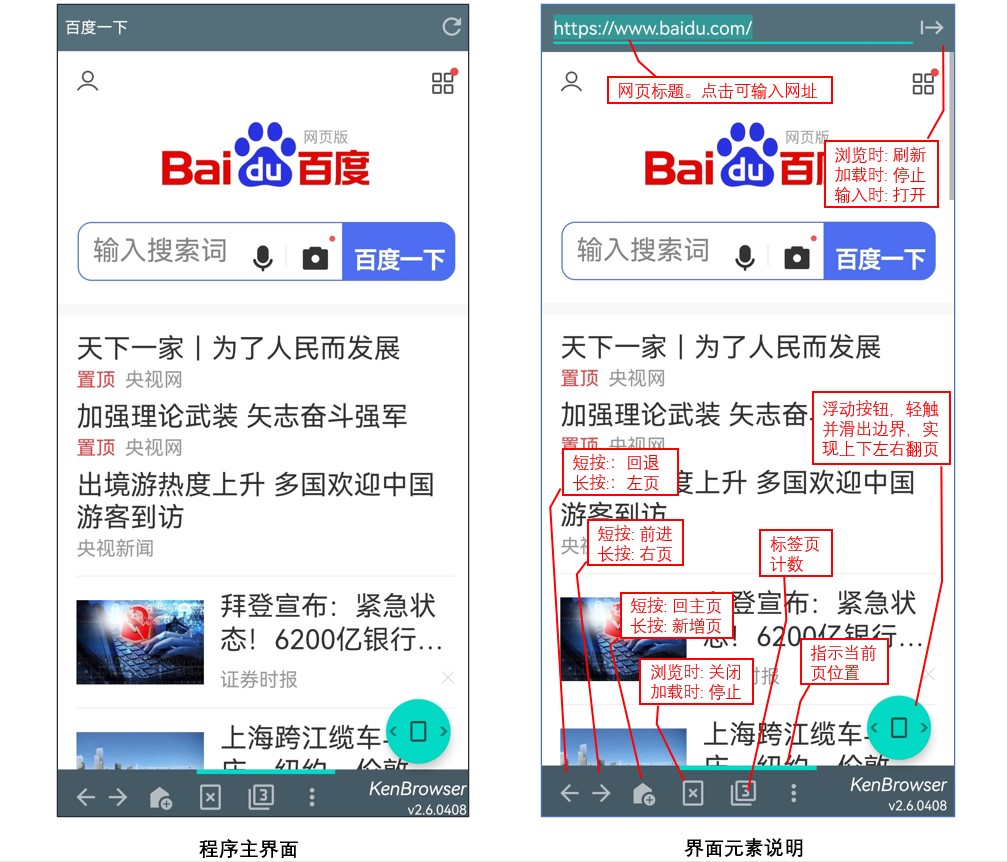 百度一下
网页版
Bai du 百度
输入搜索词
百度一下
天下一家丨为了人民而发展
置顶 央视网
加强理论武装 矢志奋斗强军
置顶 央视网
出境游热度上升 多国欢迎中国
游客到访
央视新闻
拜登宣布：紧急状
态！6200亿银行…
证券时报
上海跨江缆车
KenBrowser
v2.6.0408
3
程序主界面
https://www.baidu.com/
网页标题。点击可输入网址
网页版
Bai du 百
浏览时: 刷新
加载时: 停止
输入时: 打开
输入搜索词
百度一下
天下一家丨为了人民而发展
置顶 央视网
加强理论武装 矢志奋
置顶 央视网
浮动按钮，轻触
并滑出边界，实
现上下左右翻页
短按:：回退
长按:：左页
度上升 多国欢迎中国
游客到访
央视
短按: 前进
长按: 右页
标签页
计数
短按: 回主页
长按: 新增页
登宣布：紧急状
态！6200亿银行…
浏览时: 关闭
加载时: 停止
时报
指示当前
页位置
上海跨江缆车
KenBrowser
v2.6.0408
3
界面元素说明